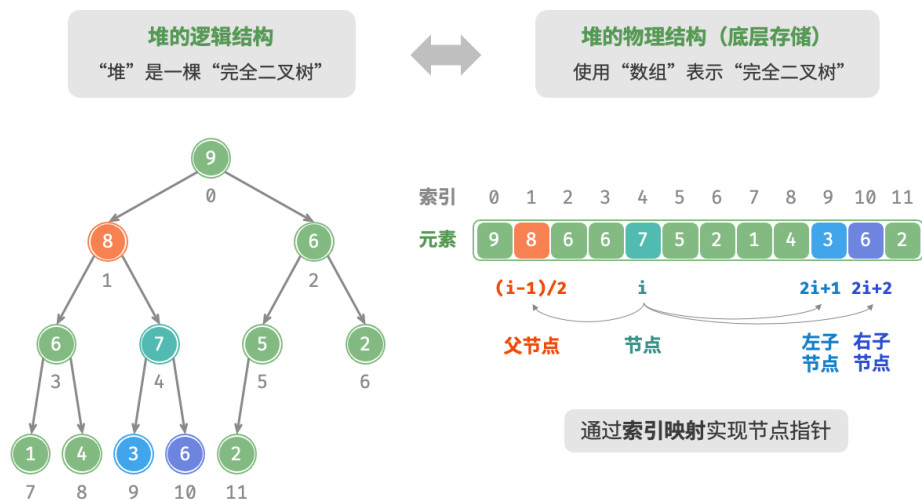 堆的逻辑结构
“堆”是一棵“完全二叉树”
堆的物理结构（底层存储）
使用“数组”表示“完全二叉树”
9
0
8
6
1
2
6
7
5
2
3
4
5
6
1
4
3
6
2
7
8
9
10
11
索引 0 1 2 3 4 5 6 7 8 9 10 11
元素 9 8 6 6 7 5 2 1 4 3 6 2
(i-1)/2 i 2i+1 2i+2
父节点 节点 左子节点 右子节点
通过索引映射实现节点指针